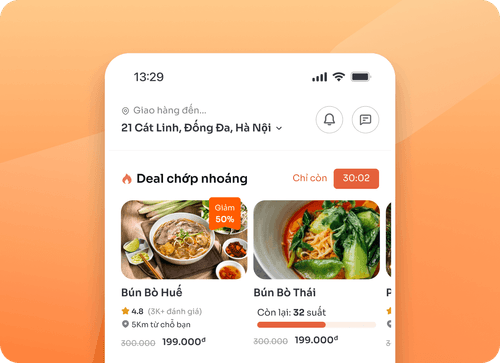 13:29
Giao hàng đến...
21 Cát Linh, Đống Đa, Hà Nội
Deal chớp nhoáng
Chỉ còn 30:02
Giảm
50%
Bún Bò Huế
4.8 (3K+ đánh giá)
5Km từ chỗ bạn
300.000 199.000đ
Bún Bò Thái
Còn lại: 32 suất
300.000 199.000đ
P